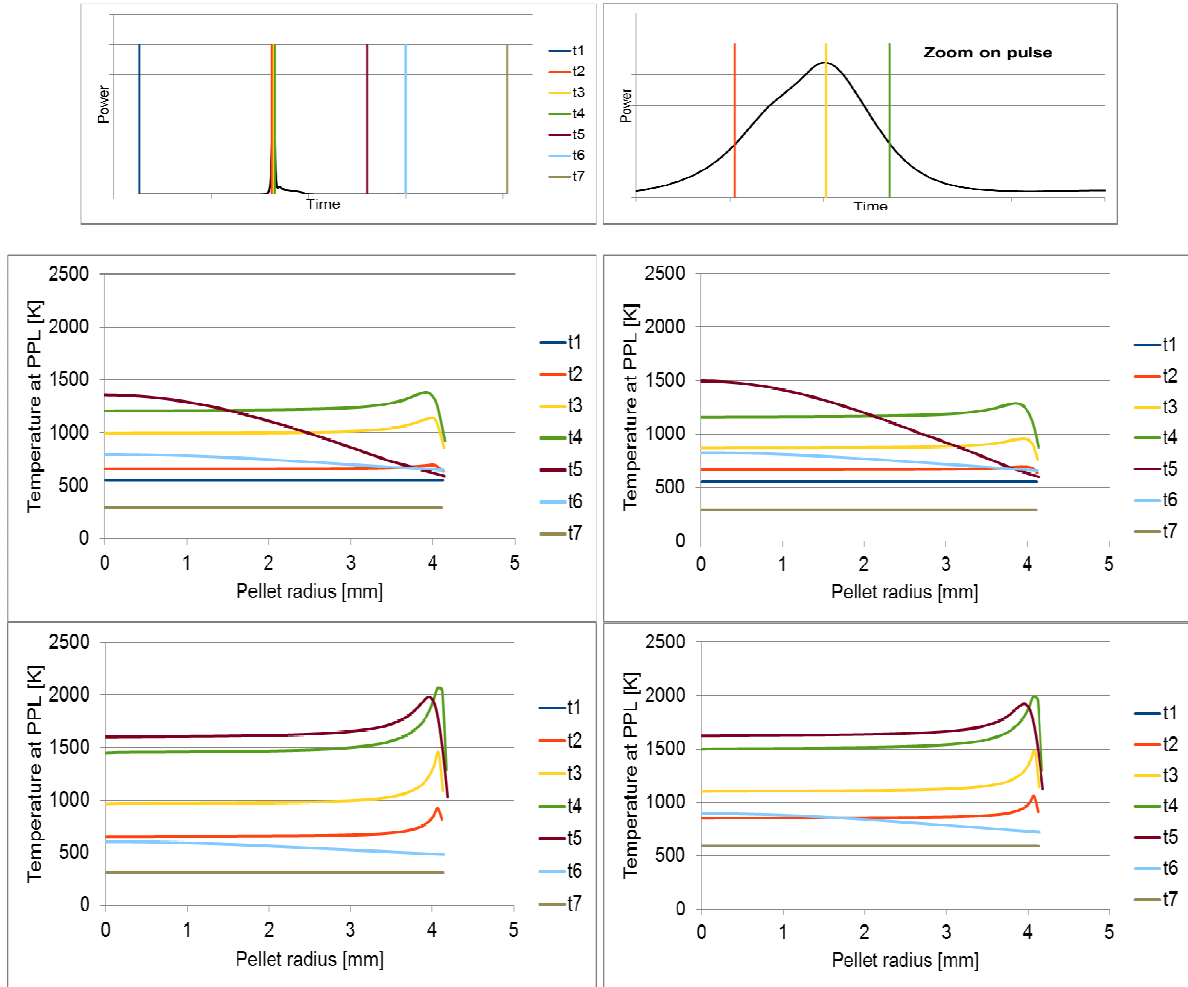 Power
Time
t1
t2
t3
t4
t5
t6
t7
Zoom on pulse
Power
Time
Temperature at PPL [K]
2500
2000
1500
1000
500
0
0 1 2 3 4 5
Pellet radius [mm]
t1
t2
t3
t4
t5
t6
t7
Temperature at PPL [K]
2500
2000
1500
1000
500
0
0 1 2 3 4 5
Pellet radius [mm]
t1
t2
t3
t4
t5
t6
t7
Temperature at PPL [K]
2500
2000
1500
1000
500
0
0 1 2 3 4 5
Pellet radius [mm]
t1
t2
t3
t4
t5
t6
t7
Temperature at PPL [K]
2500
2000
1500
1000
500
0
0 1 2 3 4 5
Pellet radius [mm]
t1
t2
t3
t4
t5
t6
t7